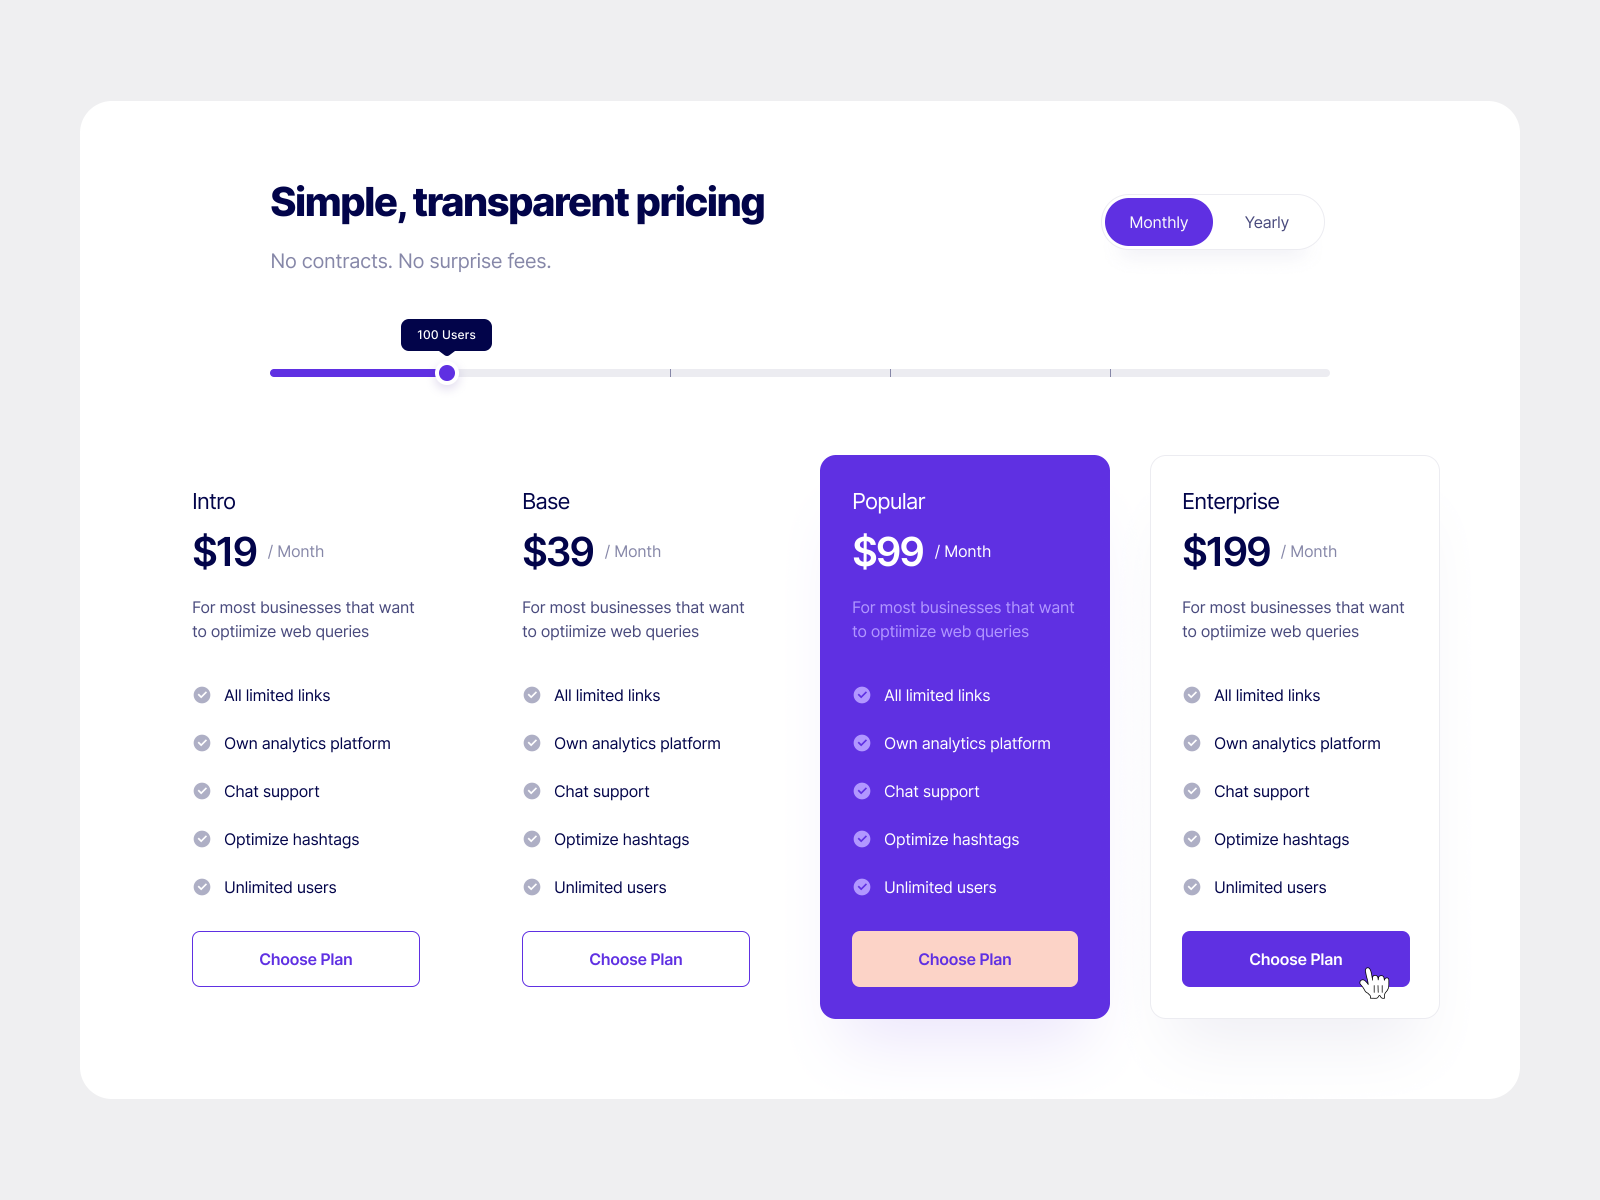 Simple, transparent pricing
No contracts. No surprise fees.
Monthly
Yearly
100 Users
Intro
$19 / Month
For most businesses that want
to optiimize web queries
All limited links
Own analytics platform
Chat support
Optimize hashtags
Unlimited users
Choose Plan
Base
$39 / Month
For most businesses that want
to optiimize web queries
All limited links
Own analytics platform
Chat support
Optimize hashtags
Unlimited users
Choose Plan
Popular
$99 / Month
For most businesses that want
to optiimize web queries
All limited links
Own analytics platform
Chat support
Optimize hashtags
Unlimited users
Choose Plan
Enterprise
$199 / Month
For most businesses that want
to optiimize web queries
All limited links
Own analytics platform
Chat support
Optimize hashtags
Unlimited users
Choose Plan